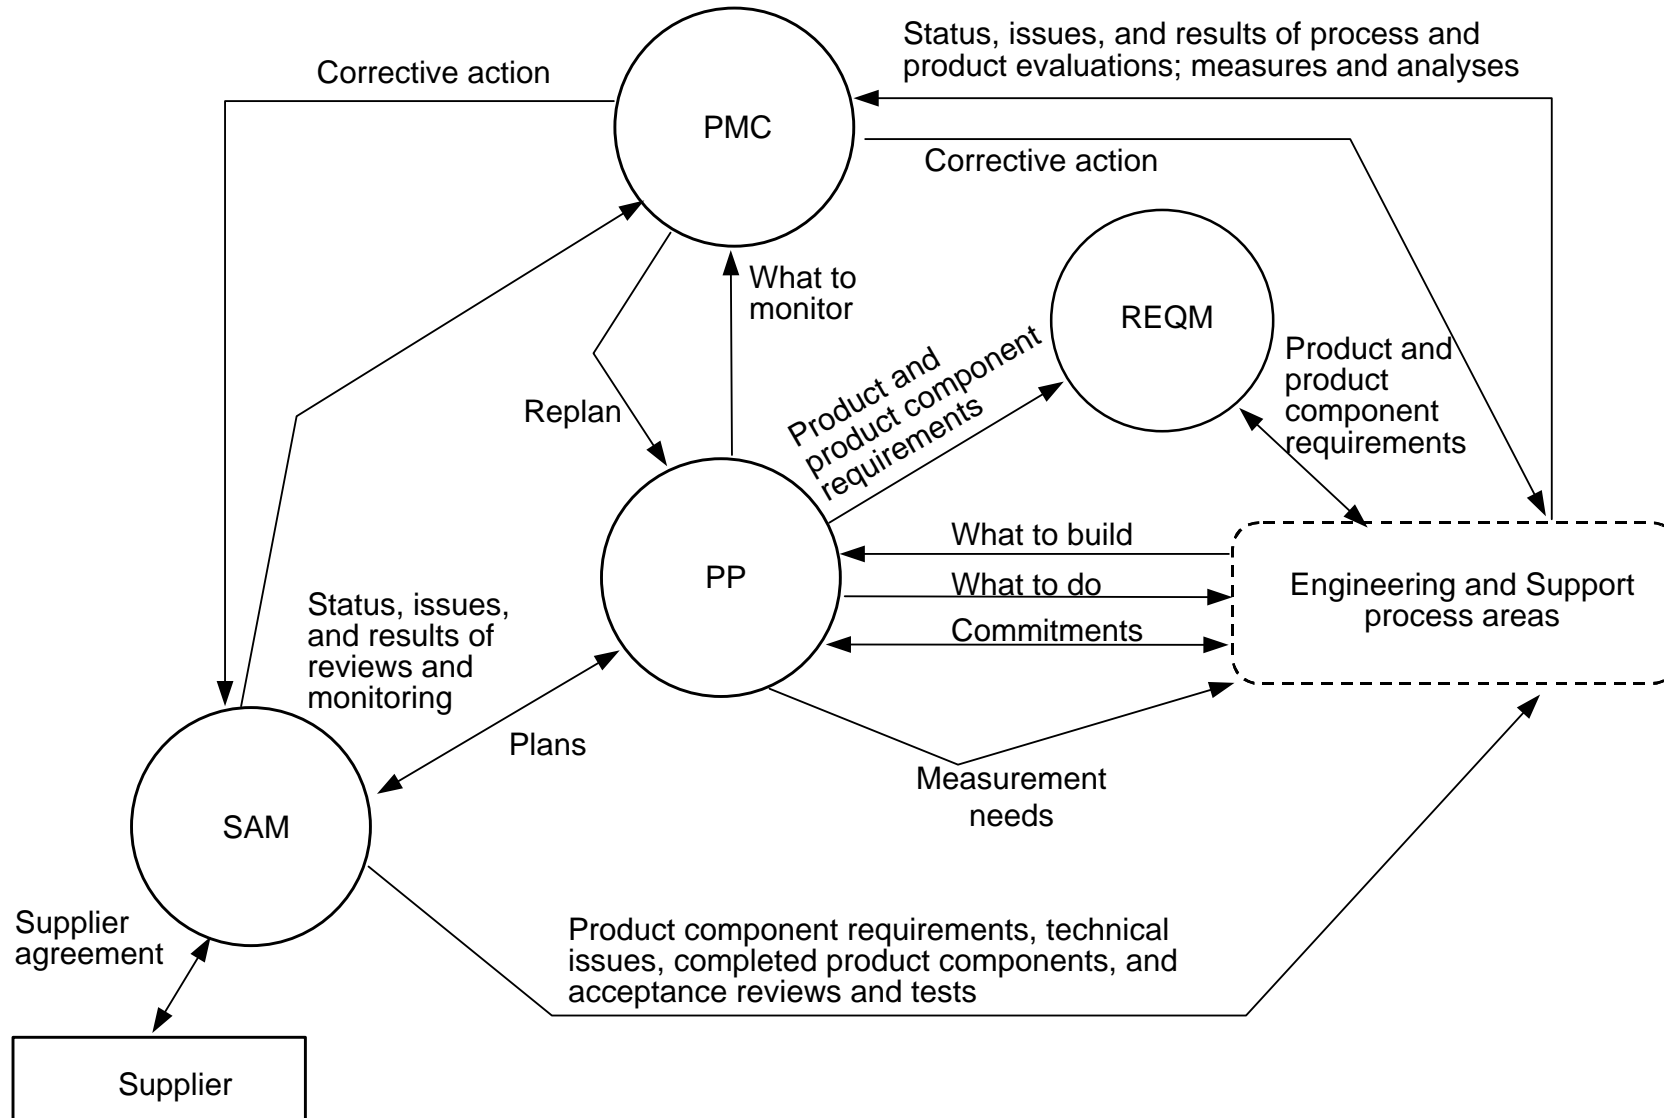 Status, issues, and results of process and
product evaluations; measures and analyses
Corrective action
PMC
Corrective action
What to
monitor
REQM
Product and
product component
requirements
Product and
product
component
requirements
Replan
What to build
PP
What to do
Engineering and Support
process areas
Commitments
Status, issues,
and results of
reviews and
monitoring
Plans
Measurement
needs
SAM
Supplier
agreement
Product component requirements, technical
issues, completed product components, and
acceptance reviews and tests
Supplier